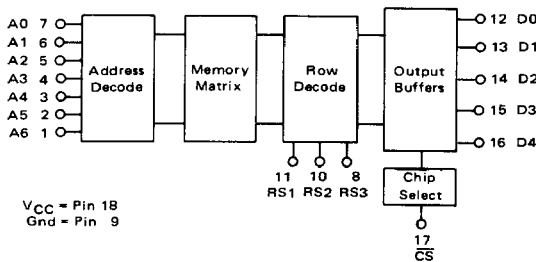 A0 7
A1 6
A2 5
A3 4
A4 3
A5 2
A6 1
Address
Decode
Memory
Matrix
Row
Decode
Output
Buffers
12 D0
13 D1
14 D2
15 D3
16 D4
11 10 8
RS1 RS2 RS3
Chip
Select
17
C̅S̅
VCC = Pin 18
Gnd = Pin 9